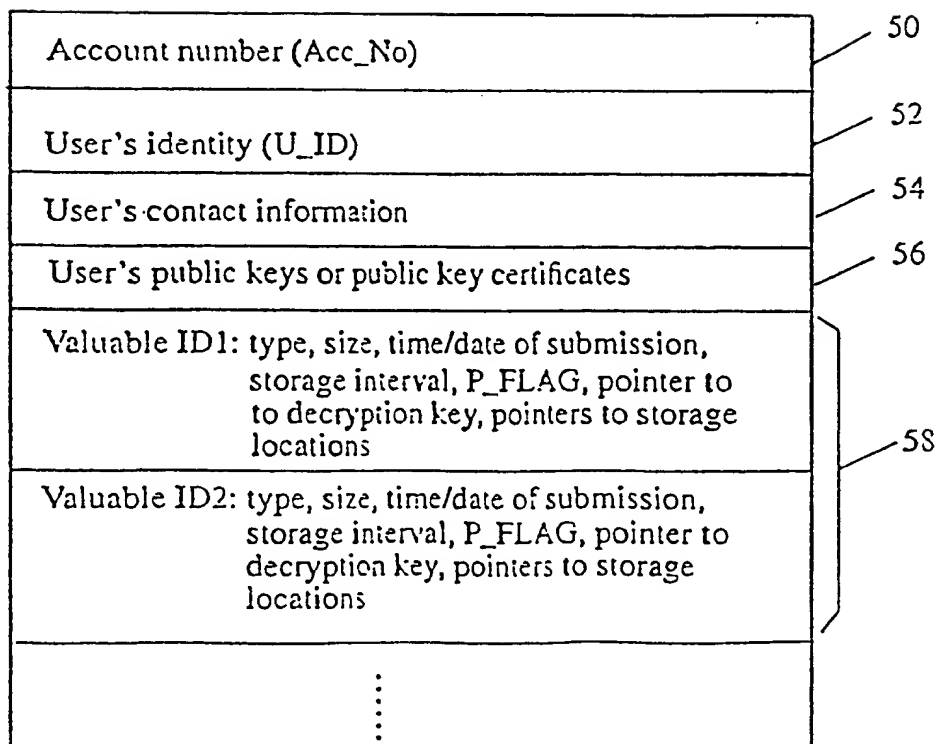 Account number (Acc_No)
50
User's identity (U_ID)
52
User's contact information
54
User's public keys or public key certificates
56
Valuable ID1: type, size, time/date of submission,
storage interval, P_FLAG, pointer to
to decryption key, pointers to storage
locations
58
Valuable ID2: type, size, time/date of submission,
storage interval, P_FLAG, pointer to
decryption key, pointers to storage
locations